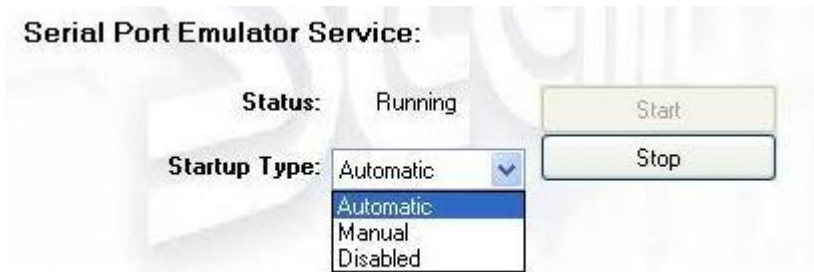 Serial Port Emulator Service:
Status: Running
Start
Startup Type: Automatic
Stop
Automatic
Manual
Disabled